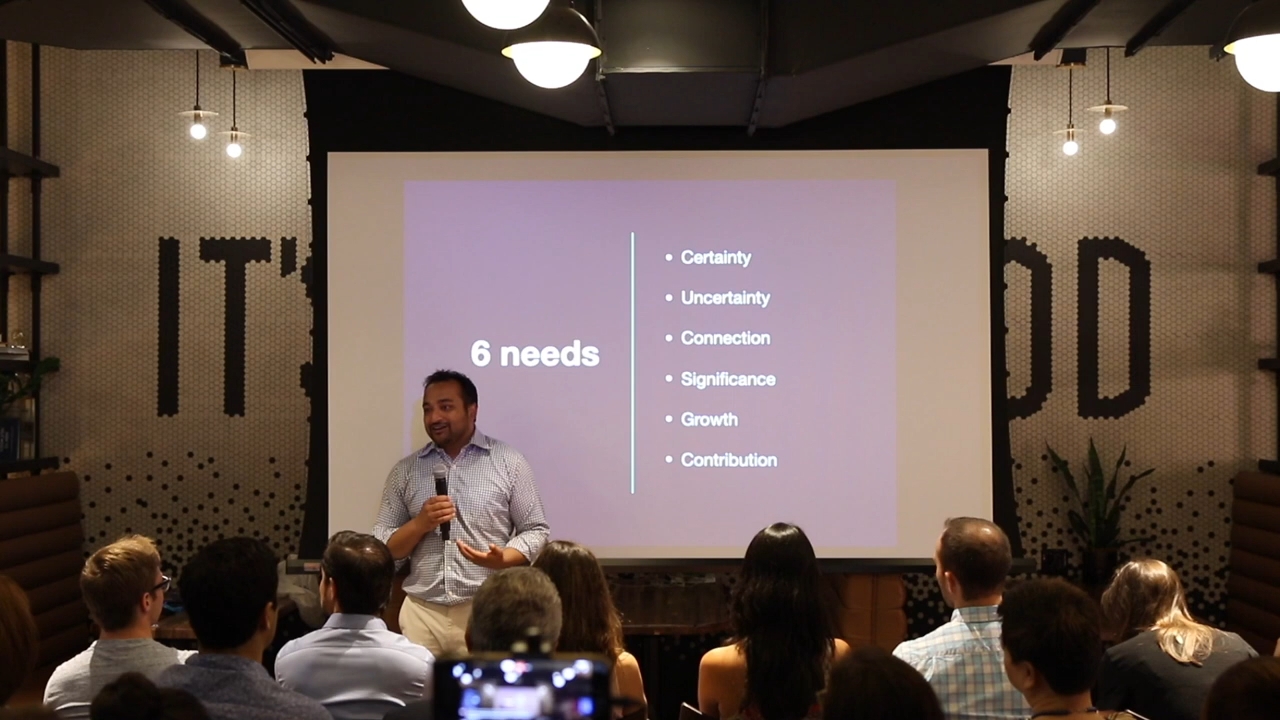 IT'S
OD
6 needs
• Certainty
• Uncertainty
• Connection
• Significance
• Growth
• Contribution